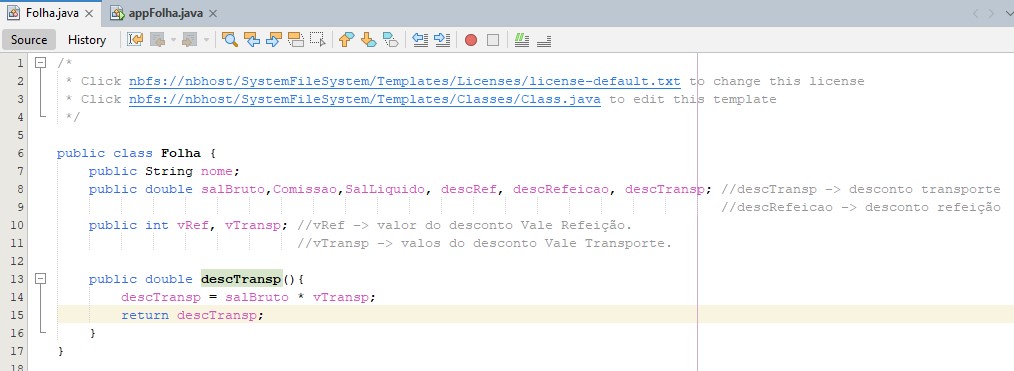 Folha.java appFolha.java
Source History
1 /*
2 * Click nbfs://nbhost/SystemFileSystem/Templates/Licenses/license-default.txt to change this license
3 * Click nbfs://nbhost/SystemFileSystem/Templates/Classes/Class.java to edit this template
4 */
5
6 public class Folha {
7 public String nome;
8 public double salBruto,Comissao,SalLiquido, descRef, descRefeicao, descTransp; //descTransp -> desconto transporte
9 //descRefeicao -> desconto refeição
10 public int vRef, vTransp; //vRef -> valor do desconto Vale Refeição.
11 //vTransp -> valos do desconto Vale Transporte.
12
13 public double descTransp(){
14 descTransp = salBruto * vTransp;
15 return descTransp;
16 }
17 }
18